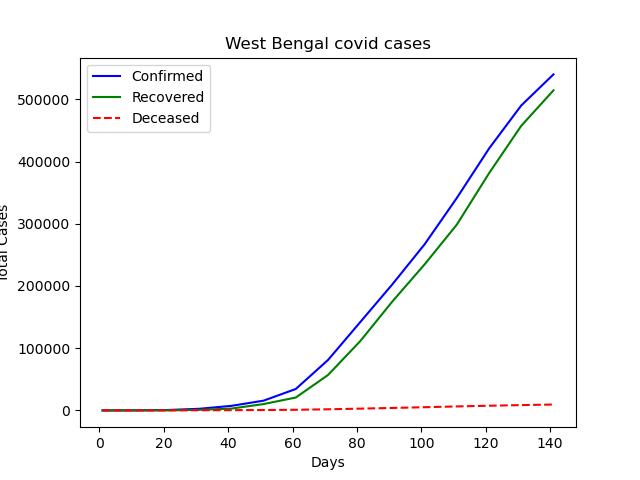 West Bengal covid cases
Confirmed
Recovered
Deceased
500000
400000
300000
200000
100000
0
Total Cases
0 20 40 60 80 100 120 140
Days